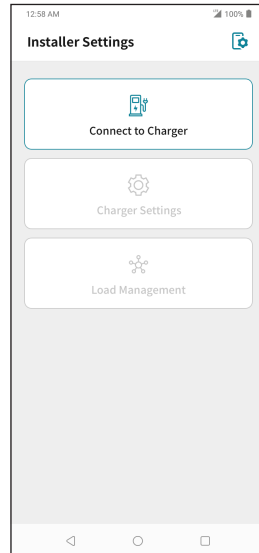 12:58 AM
100%
Installer Settings
Connect to Charger
Charger Settings
Load Management